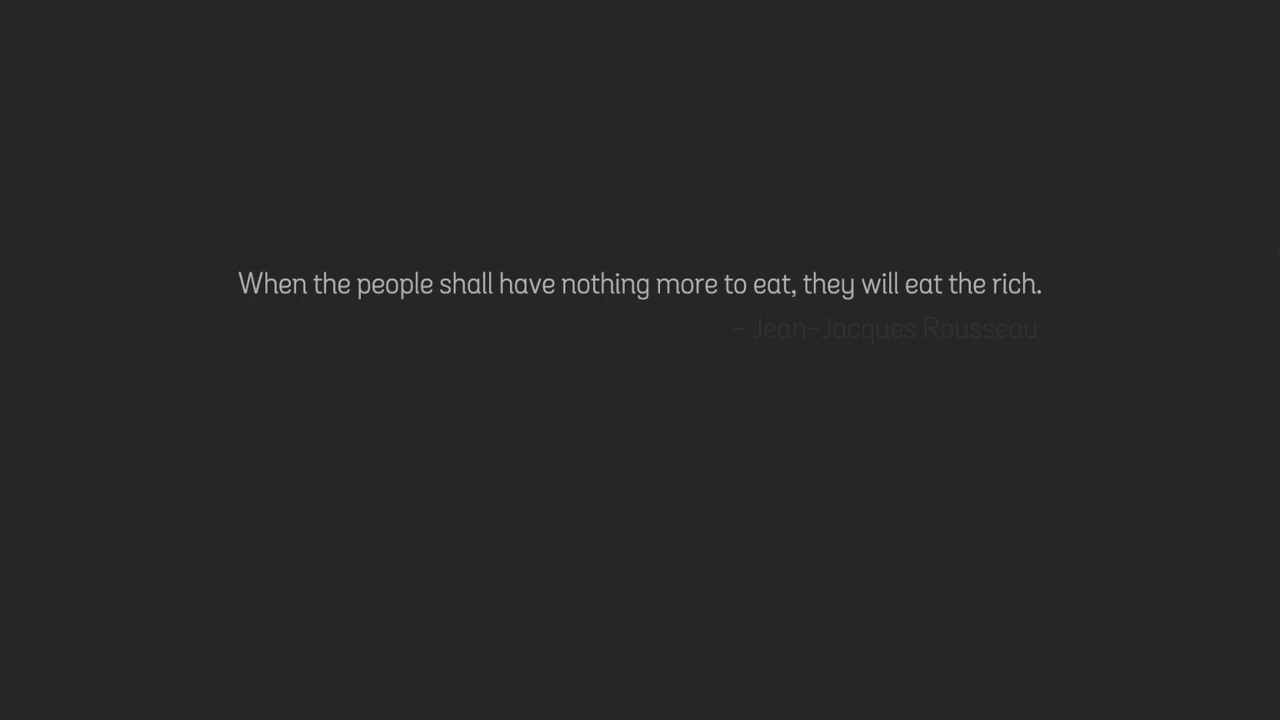 When the people shall have nothing more to eat, they will eat the rich.
– Jean-Jacques Rousseau